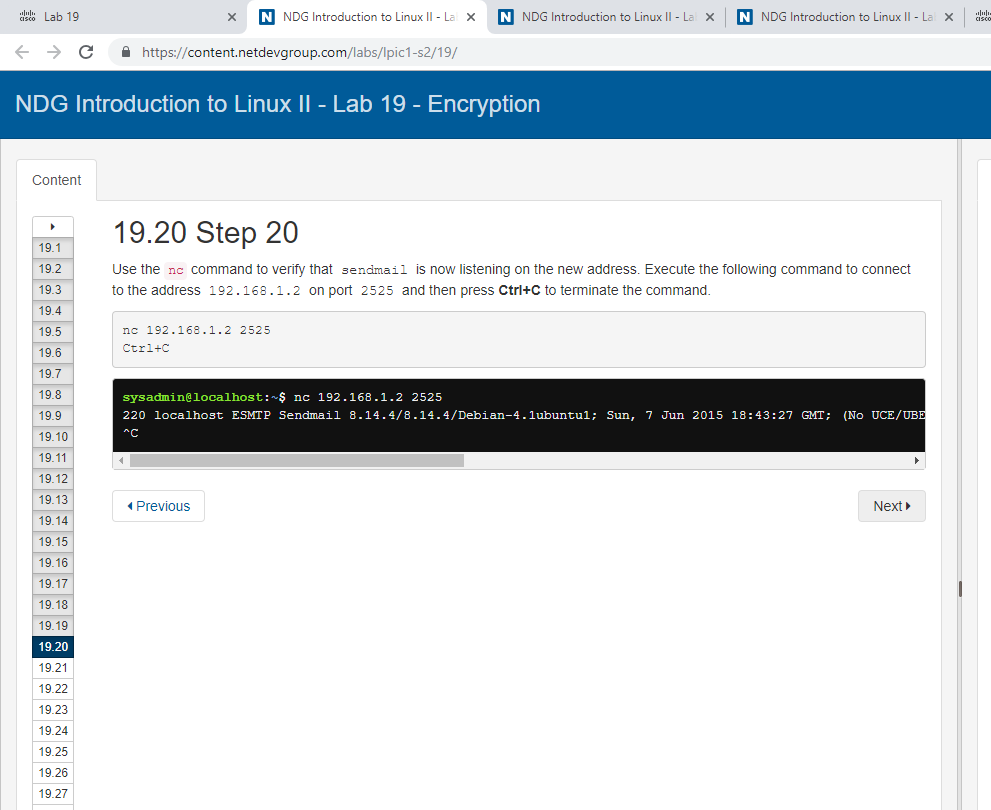 Lab 19
NDG Introduction to Linux II - La
NDG Introduction to Linux II - La
NDG Introduction to Linux II - La
https://content.netdevgroup.com/labs/lpic1-s2/19/
NDG Introduction to Linux II - Lab 19 - Encryption
Content
19.1
19.2
19.3
19.4
19.5
19.6
19.7
19.8
19.9
19.10
19.11
19.12
19.13
19.14
19.15
19.16
19.17
19.18
19.19
19.20
19.21
19.22
19.23
19.24
19.25
19.26
19.27
19.20 Step 20
Use the nc command to verify that sendmail is now listening on the new address. Execute the following command to connect
to the address 192.168.1.2 on port 2525 and then press Ctrl+C to terminate the command.
nc 192.168.1.2 2525
Ctrl+C
sysadmin@localhost:~$ nc 192.168.1.2 2525
220 localhost ESMTP Sendmail 8.14.4/8.14.4/Debian-4.1ubuntu1; Sun, 7 Jun 2015 18:43:27 GMT; (No UCE/UBE
^C
Previous
Next